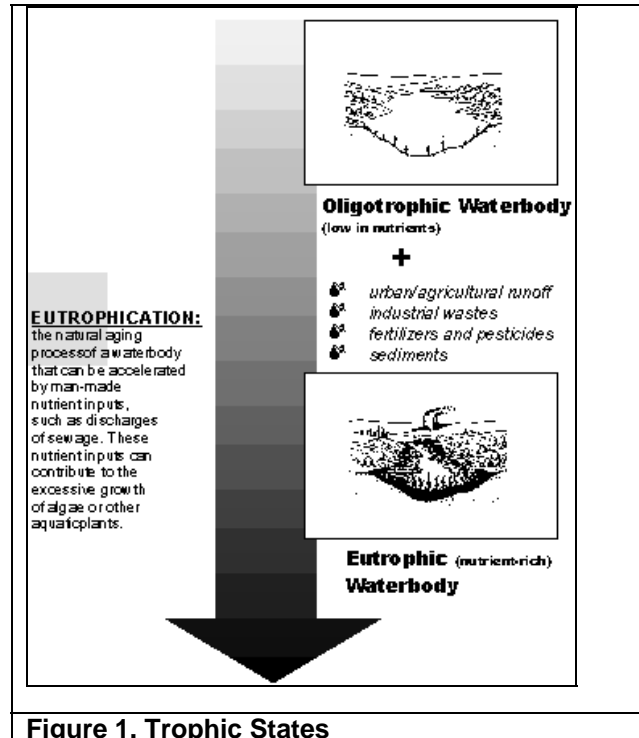 Oligotrophic Waterbody
(low in nutrients)
+
urban/agricultural runoff
industrial wastes
fertilizers and pesticides
sediments
EUTROPHICATION:
the natural aging
process of a waterbody
that can be accelerated
by man-made
nutrient inputs,
such as discharges
of sewage. These
nutrient inputs can
contribute to the
excessive growth
of algae or other
aquatic plants.
Eutrophic (nutrient-rich)
Waterbody
Figure 1. Trophic States